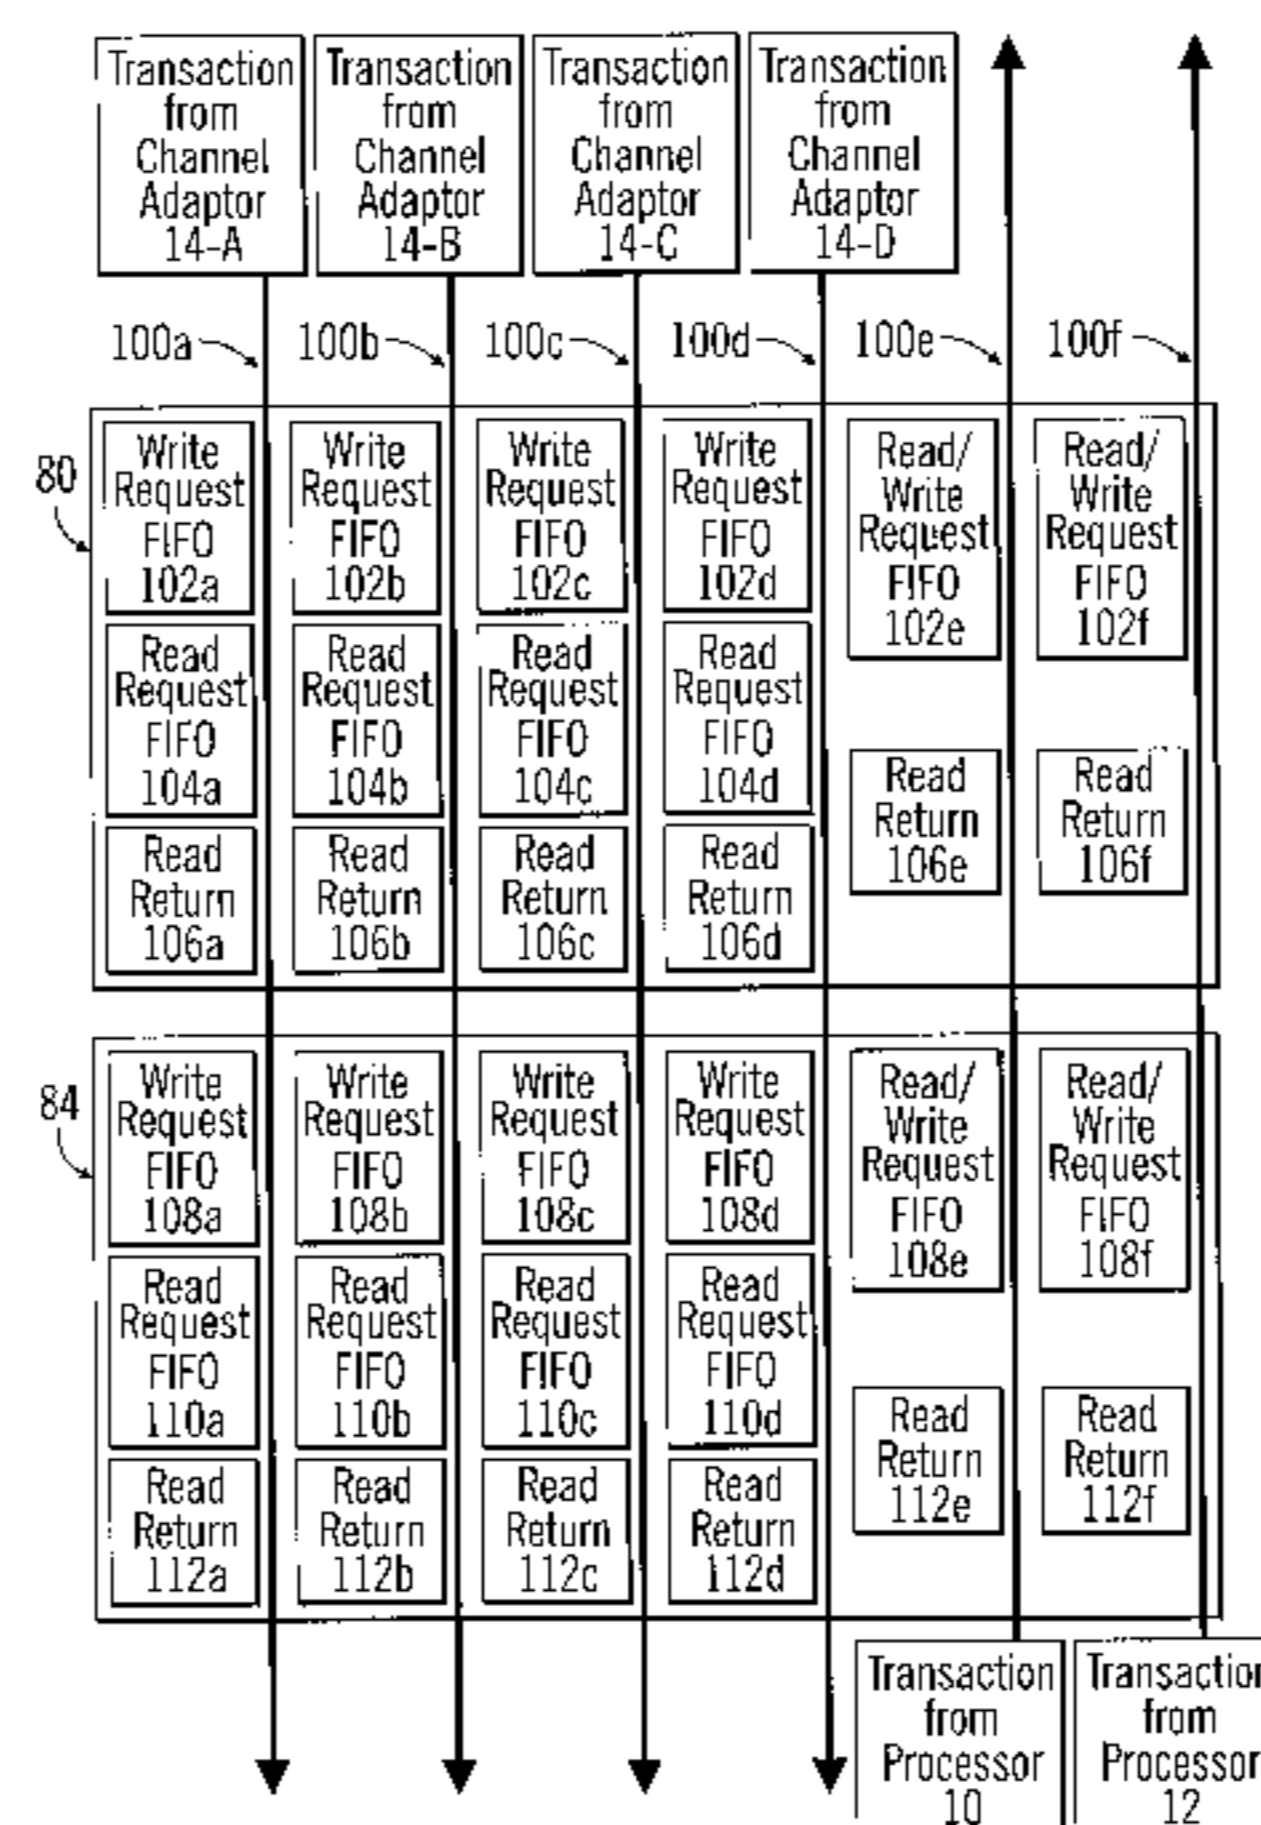 Transaction
from
Channel
Adaptor
14-A
Transaction
from
Channel
Adaptor
14-B
Transaction
from
Channel
Adaptor
14-C
Transaction
from
Channel
Adaptor
14-D
100a
100b
100c
100d
100e
100f
80
Write
Request
FIFO
102a
Write
Request
FIFO
102b
Write
Request
FIFO
102c
Write
Request
FIFO
102d
Read/
Write
Request
FIFO
102e
Read/
Write
Request
FIFO
102f
Read
Request
FIFO
104a
Read
Request
FIFO
104b
Read
Request
FIFO
104c
Read
Request
FIFO
104d
Read
Return
106a
Read
Return
106b
Read
Return
106c
Read
Return
106d
Read
Return
106e
Read
Return
106f
84
Write
Request
FIFO
108a
Write
Request
FIFO
108b
Write
Request
FIFO
108c
Write
Request
FIFO
108d
Read/
Write
Request
FIFO
108e
Read/
Write
Request
FIFO
108f
Read
Request
FIFO
110a
Read
Request
FIFO
110b
Read
Request
FIFO
110c
Read
Request
FIFO
110d
Read
Return
112a
Read
Return
112b
Read
Return
112c
Read
Return
112d
Read
Return
112e
Read
Return
112f
Transaction
from
Processor
10
Transaction
from
Processor
12